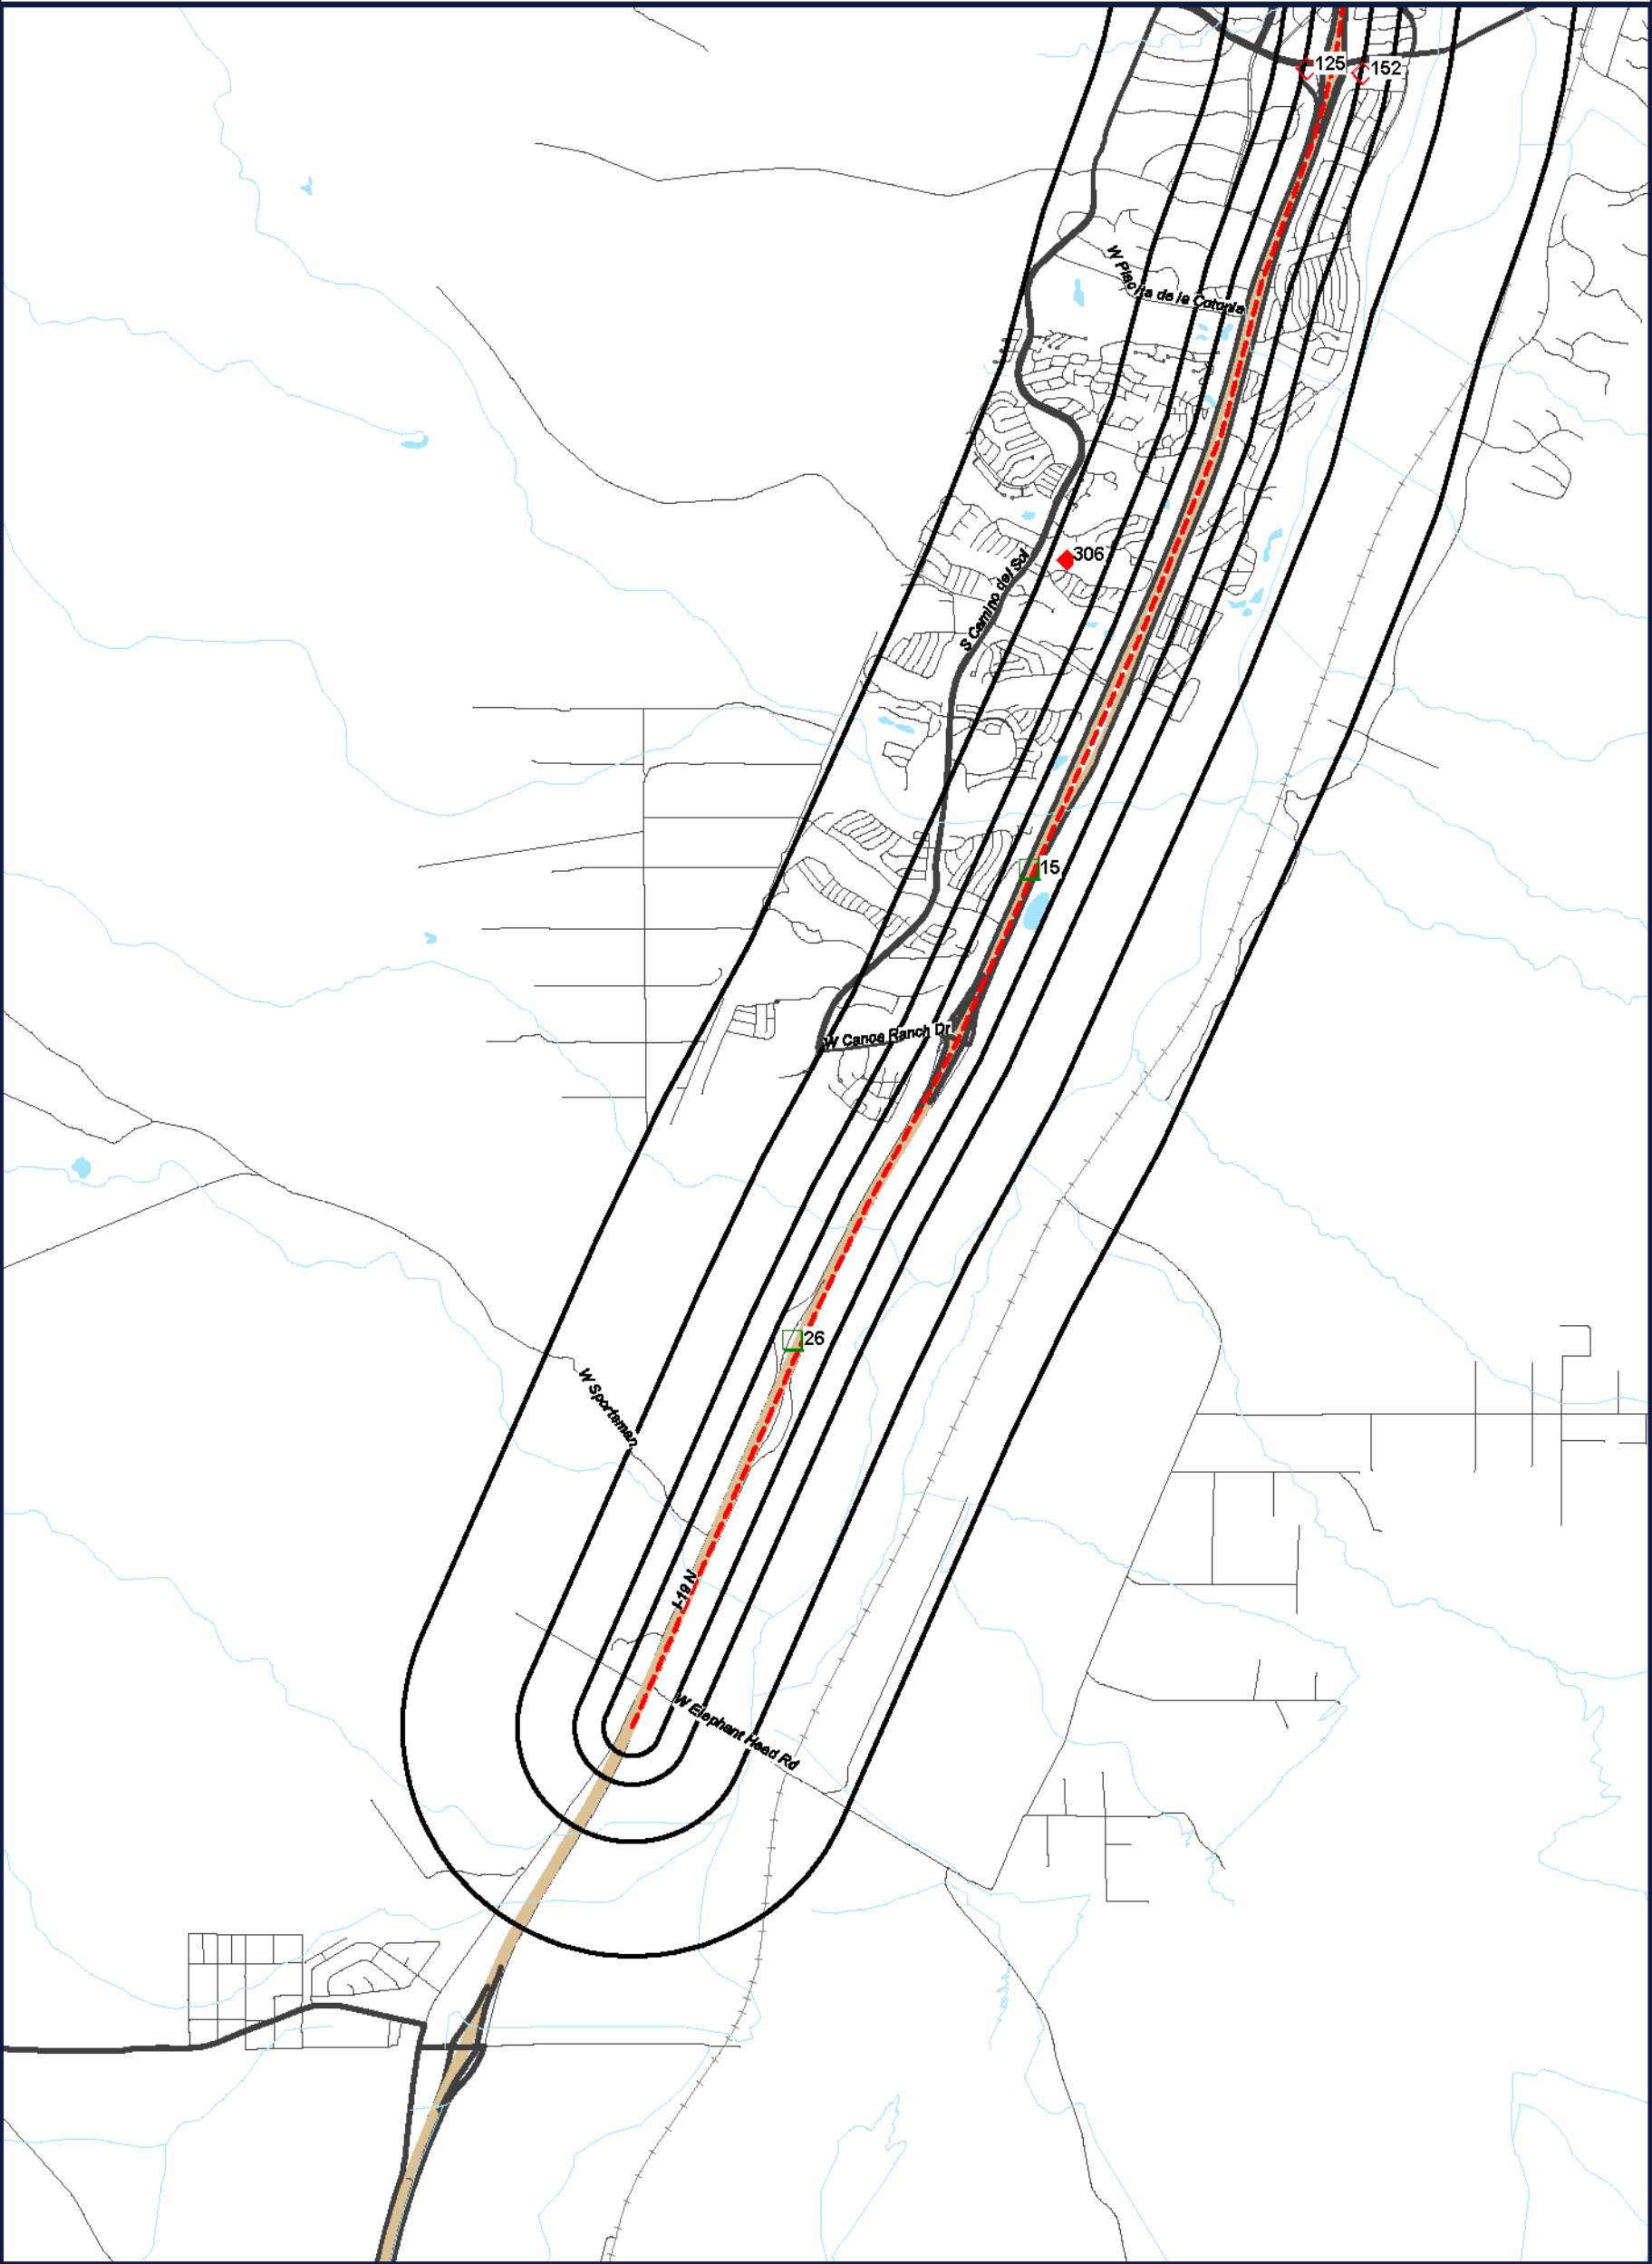 125
152
W Placita de la Colonia
306
S Camino del Sol
15
W Canoa Ranch Dr
26
W Sportsman
I-19 N
W Elephant Head Rd